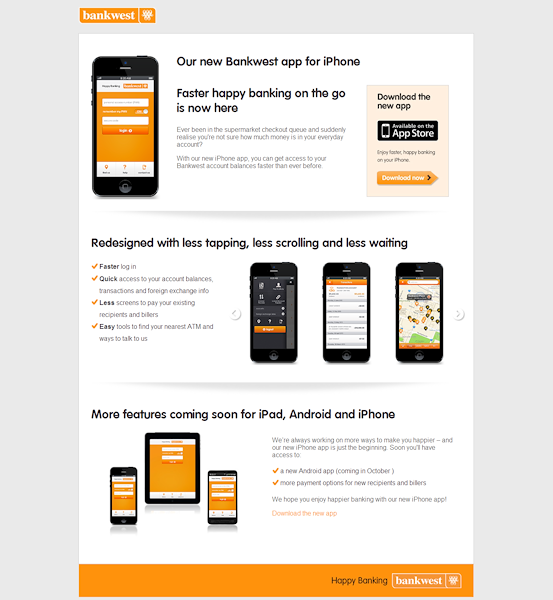 bankwest
Our new Bankwest app for iPhone
Faster happy banking on the go
is now here
Ever been in the supermarket checkout queue and suddenly
realise you're not sure how much money is in your everyday
account?
With our new iPhone app, you can get access to your
Bankwest account balances faster than ever before.
Download the
new app
Available on the
App Store
Enjoy faster, happy banking
on your iPhone.
Download now
Happy Banking
login
Redesigned with less tapping, less scrolling and less waiting
Faster log in
Quick access to your account balances,
transactions and foreign exchange info
Less screens to pay your existing
recipients and billers
Easy tools to find your nearest ATM and
ways to talk to us
More features coming soon for iPad, Android and iPhone
We're always working on more ways to make you happier – and
our new iPhone app is just the beginning. Soon you'll have
access to:
a new Android app (coming in October )
more payment options for new recipients and billers
We hope you enjoy happier banking with our new iPhone app!
Download the new app
Happy Banking bankwest